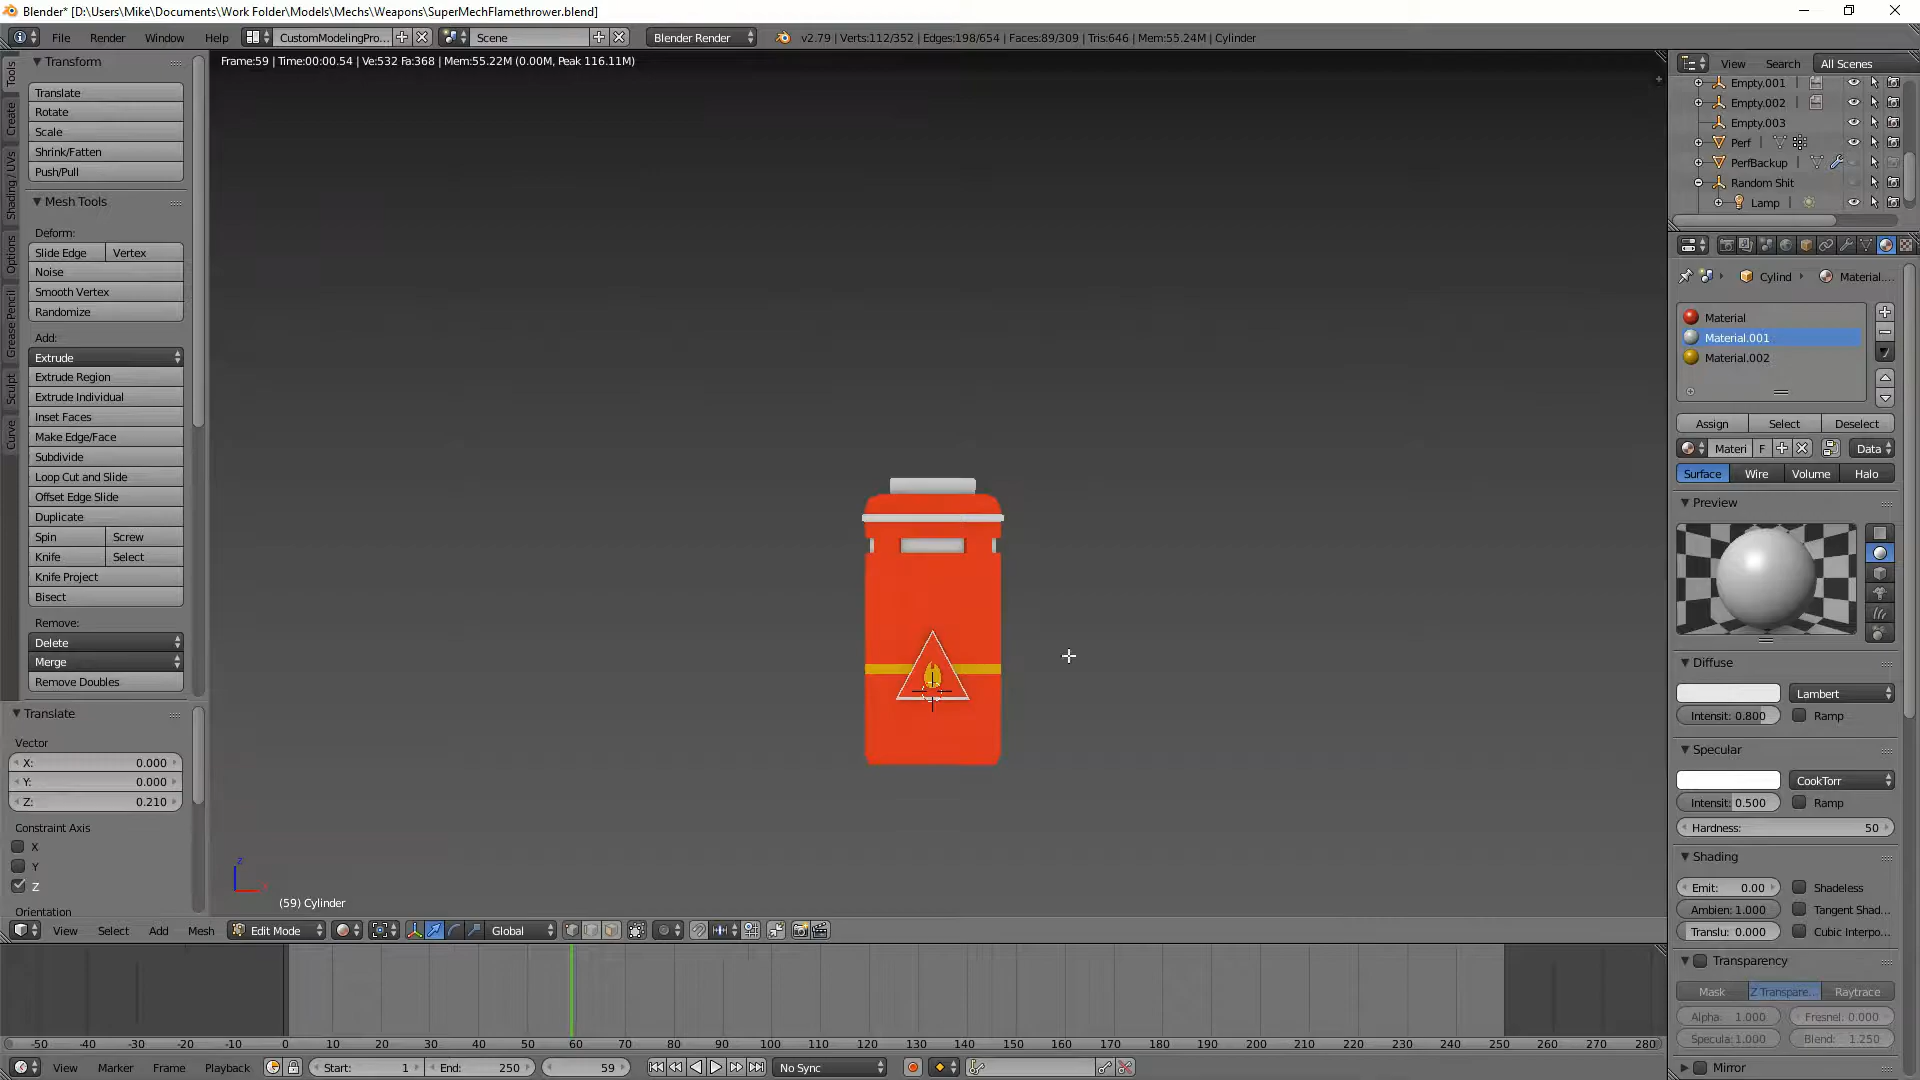 Blender* [D:\Users\Mike\Documents\Work Folder\Models\Mechs\Weapons\SuperMechFlamethrower.blend]
File Render Window Help CustomModelingPro... Scene Blender Render v2.79 | Verts:112/352 | Edges:198/654 | Faces:89/309 | Tris:646 | Mem:55.24M | Cylinder
Frame:59 | Time:00:00.54 | Ve:532 Fa:368 | Mem:55.22M (0.00M, Peak 116.11M)
Tools
Create
Shading / UVs
Options
Grease Pencil
Sculpt
Curve
Transform
Translate
Rotate
Scale
Shrink/Fatten
Push/Pull
Mesh Tools
Deform:
Slide Edge Vertex
Noise
Smooth Vertex
Randomize
Add:
Extrude
Extrude Region
Extrude Individual
Inset Faces
Make Edge/Face
Subdivide
Loop Cut and Slide
Offset Edge Slide
Duplicate
Spin Screw
Knife Select
Knife Project
Bisect
Remove:
Delete
Merge
Remove Doubles
Translate
Vector
X: 0.000
Y: 0.000
Z: 0.210
Constraint Axis
X
Y
Z
Orientation
z
(59) Cylinder
View Search All Scenes
Empty.001
Empty.002
Empty.003
Perf
PerfBackup
Random Shit
Lamp
Cylind Material....
Material
Material.001
Material.002
Assign Select Deselect
Materi F Data
Surface Wire Volume Halo
Preview
Diffuse
Lambert
Intensit: 0.800 Ramp
Specular
CookTorr
Intensit: 0.500 Ramp
Hardness: 50
Shading
Emit: 0.00 Shadeless
Ambien: 1.000 Tangent Shad...
Translu: 0.000 Cubic Interpo...
Transparency
Mask Z Transpare... Raytrace
Alpha: 1.000 Fresnel: 0.000
Specula: 1.000 Blend: 1.250
Mirror
View Select Add Mesh Edit Mode Global
-50 -40 -30 -20 -10 0 10 20 30 40 50 60 70 80 90 100 110 120 130 140 150 160 170 180 190 200 210 220 230 240 250 260 270 280
View Marker Frame Playback Start: 1 End: 250 59 No Sync